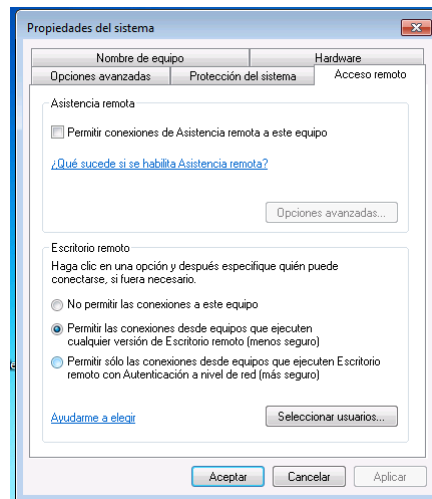 Propiedades del sistema
Nombre de equipo Hardware
Opciones avanzadas Protección del sistema Acceso remoto
Asistencia remota
Permitir conexiones de Asistencia remota a este equipo
¿Qué sucede si se habilita Asistencia remota?
Opciones avanzadas...
Escritorio remoto
Haga clic en una opción y después especifique quién puede
conectarse, si fuera necesario.
No permitir las conexiones a este equipo
Permitir las conexiones desde equipos que ejecuten
cualquier versión de Escritorio remoto (menos seguro)
Permitir sólo las conexiones desde equipos que ejecuten Escritorio
remoto con Autenticación a nivel de red (más seguro)
Ayudarme a elegir Seleccionar usuarios...
Aceptar Cancelar Aplicar